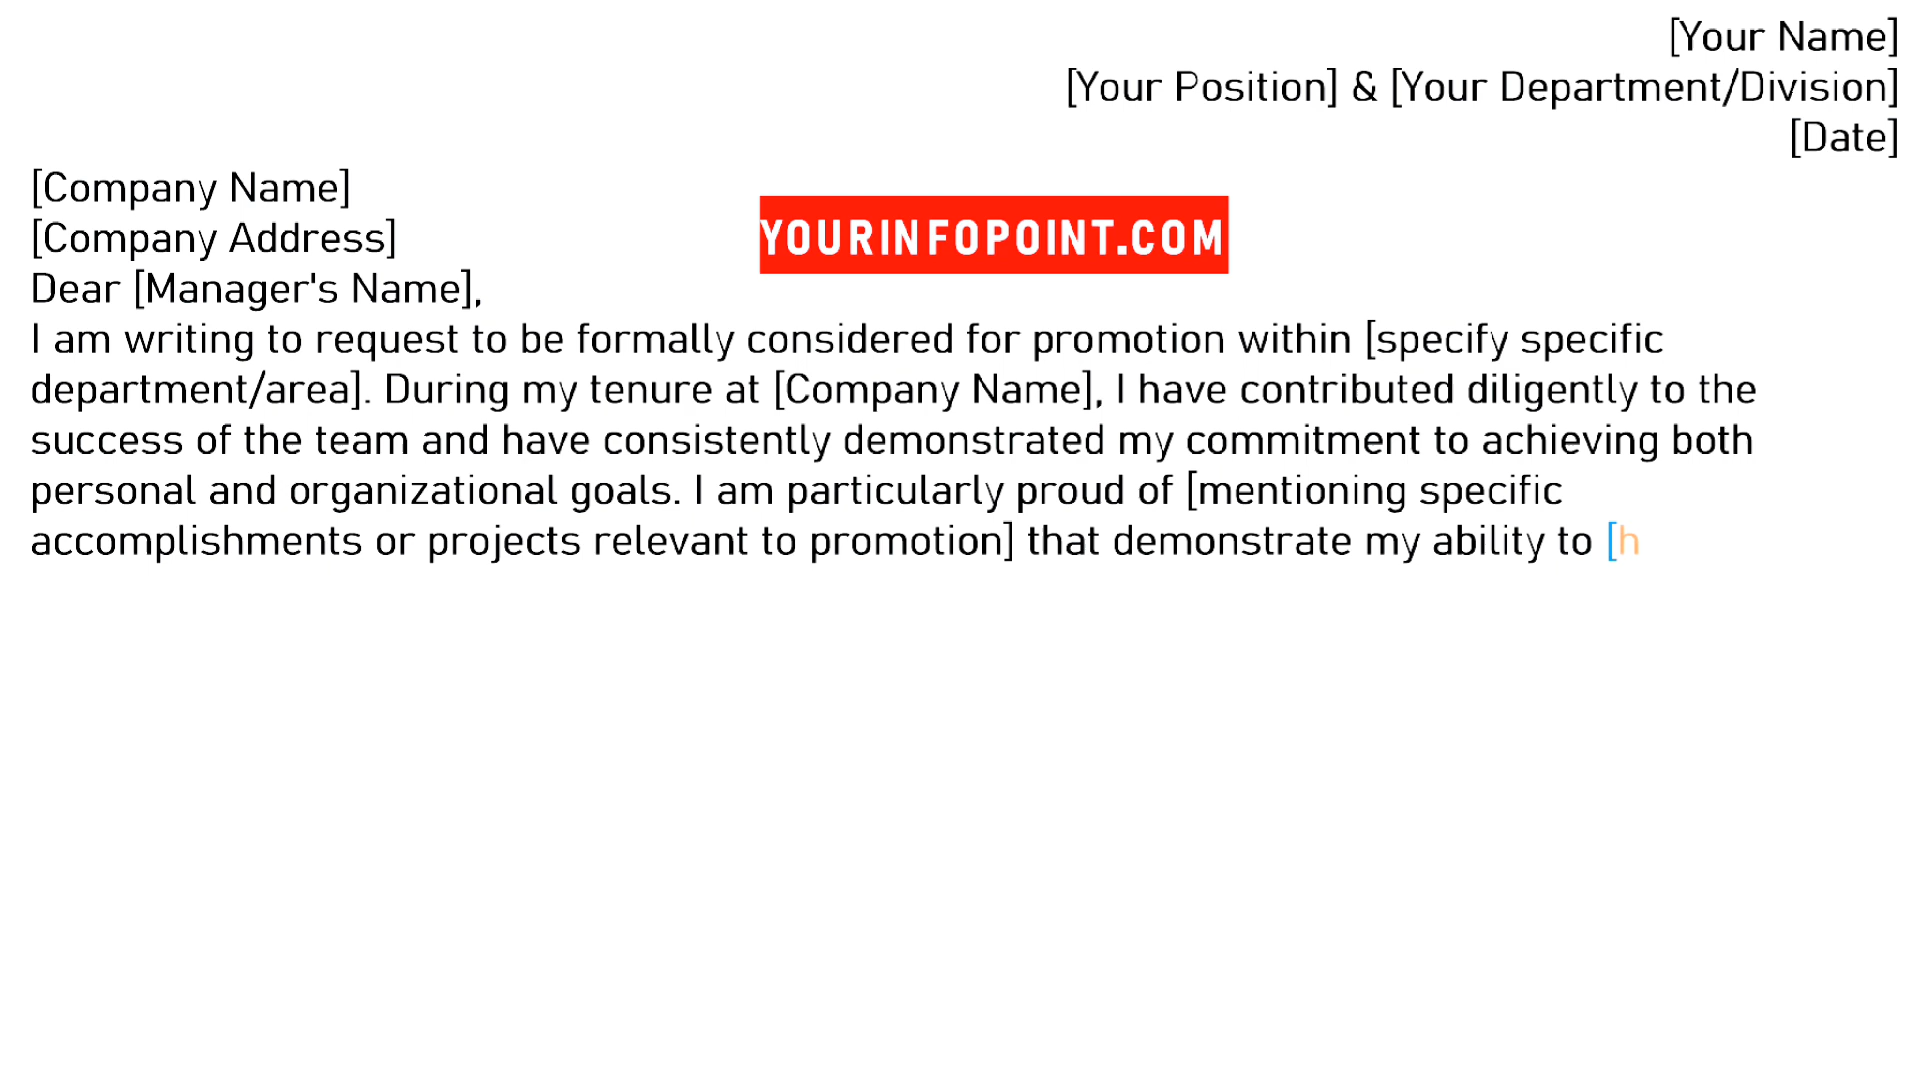 [Your Name]
[Your Position] & [Your Department/Division]
[Date]
[Company Name]
[Company Address]
YOURINFOPOINT.COM
Dear [Manager's Name],
I am writing to request to be formally considered for promotion within [specify specific
department/area]. During my tenure at [Company Name], I have contributed diligently to the
success of the team and have consistently demonstrated my commitment to achieving both
personal and organizational goals. I am particularly proud of [mentioning specific
accomplishments or projects relevant to promotion] that demonstrate my ability to [h